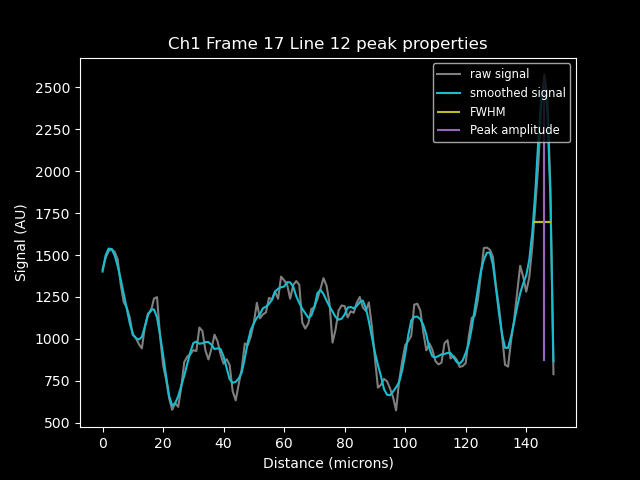 Ch1 Frame 17 Line 12 peak properties
raw signal
smoothed signal
FWHM
Peak amplitude
Signal (AU)
2500
2250
2000
1750
1500
1250
1000
750
500
0 20 40 60 80 100 120 140
Distance (microns)